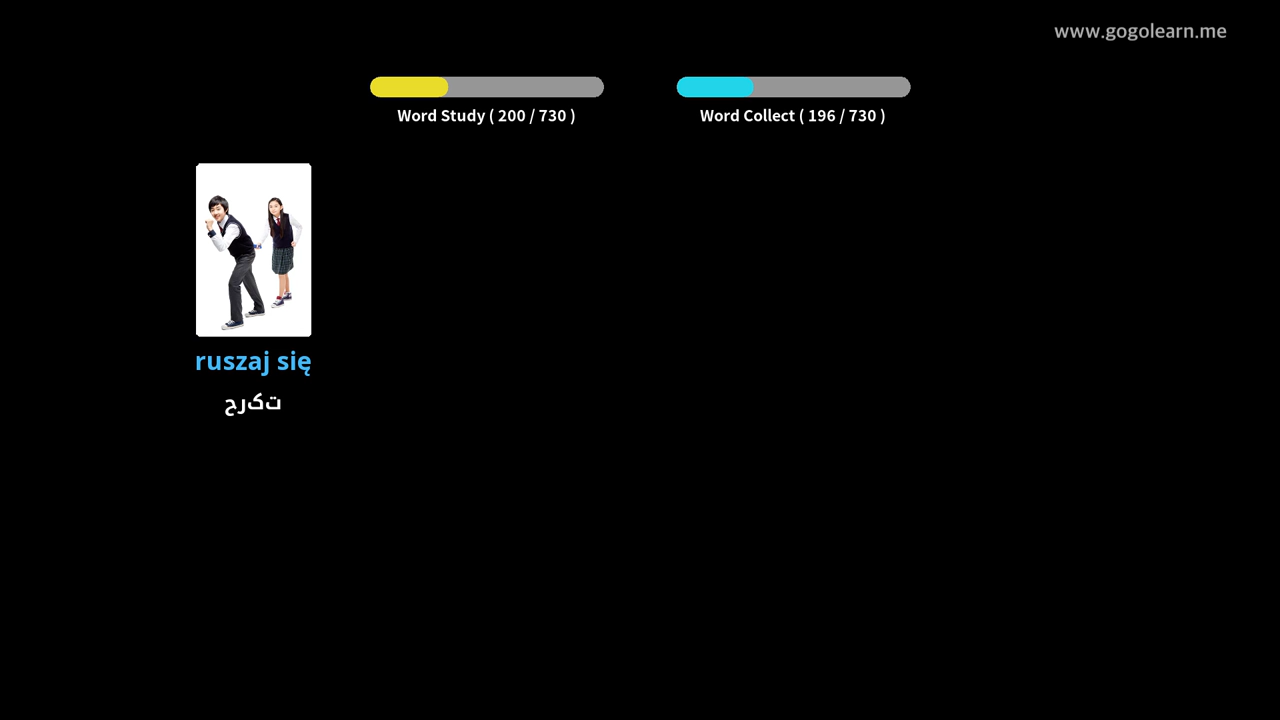 www.gogolearn.me
Word Study ( 200 / 730 )
Word Collect ( 196 / 730 )
ruszaj się
تکرح